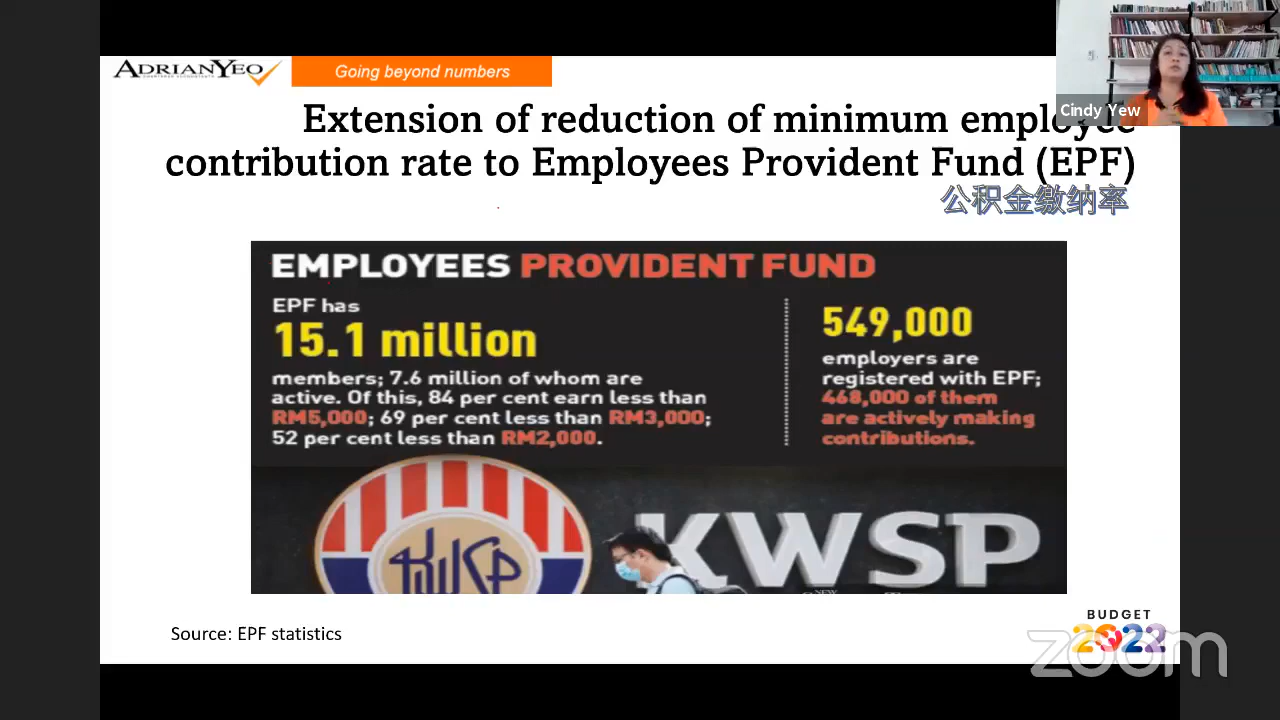 ADRIANYEO
Going beyond numbers
Cindy Yew
Extension of reduction of minimum employee
contribution rate to Employees Provident Fund (EPF)
公积金缴纳率
EMPLOYEES PROVIDENT FUND
EPF has
15.1 million
members; 7.6 million of whom are
active. Of this, 84 per cent earn less than
RM5,000; 69 per cent less than RM3,000;
52 per cent less than RM2,000.
549,000
employers are
registered with EPF;
468,000 of them
are actively making
contributions.
KWSP
KWSP
NEW
Source: EPF statistics
BUDGET
2022
zoom